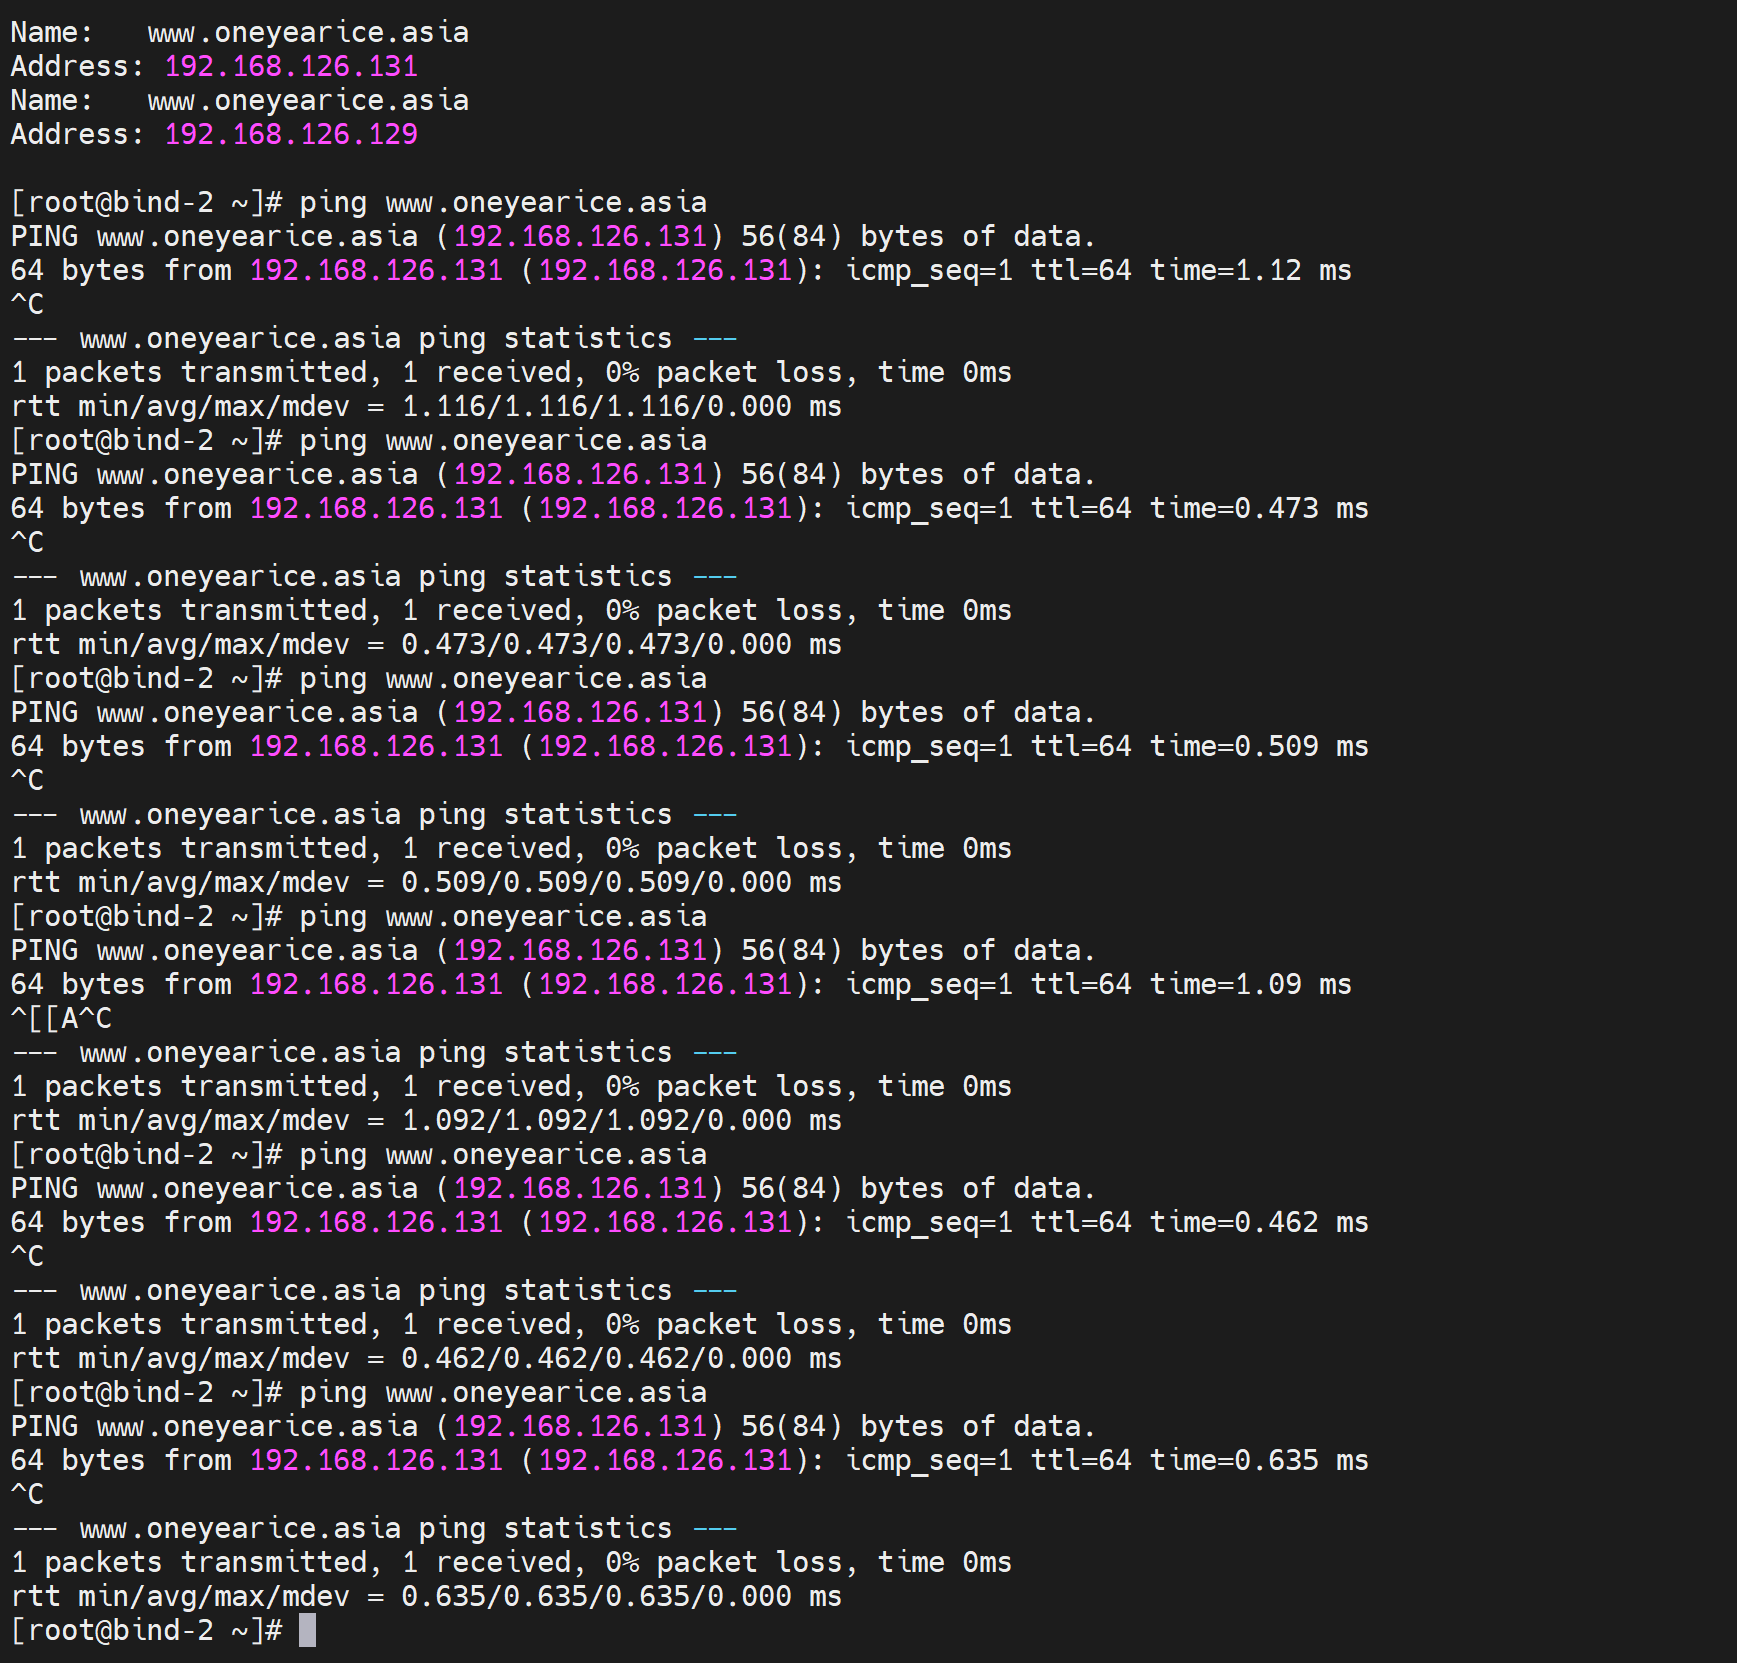 Name:   www.oneyearice.asia
Address: 192.168.126.131
Name:   www.oneyearice.asia
Address: 192.168.126.129
[root@bind-2 ~]# ping www.oneyearice.asia
PING www.oneyearice.asia (192.168.126.131) 56(84) bytes of data.
64 bytes from 192.168.126.131 (192.168.126.131): icmp_seq=1 ttl=64 time=1.12 ms
^C
--- www.oneyearice.asia ping statistics ---
1 packets transmitted, 1 received, 0% packet loss, time 0ms
rtt min/avg/max/mdev = 1.116/1.116/1.116/0.000 ms
[root@bind-2 ~]# ping www.oneyearice.asia
PING www.oneyearice.asia (192.168.126.131) 56(84) bytes of data.
64 bytes from 192.168.126.131 (192.168.126.131): icmp_seq=1 ttl=64 time=0.473 ms
^C
--- www.oneyearice.asia ping statistics ---
1 packets transmitted, 1 received, 0% packet loss, time 0ms
rtt min/avg/max/mdev = 0.473/0.473/0.473/0.000 ms
[root@bind-2 ~]# ping www.oneyearice.asia
PING www.oneyearice.asia (192.168.126.131) 56(84) bytes of data.
64 bytes from 192.168.126.131 (192.168.126.131): icmp_seq=1 ttl=64 time=0.509 ms
^C
--- www.oneyearice.asia ping statistics ---
1 packets transmitted, 1 received, 0% packet loss, time 0ms
rtt min/avg/max/mdev = 0.509/0.509/0.509/0.000 ms
[root@bind-2 ~]# ping www.oneyearice.asia
PING www.oneyearice.asia (192.168.126.131) 56(84) bytes of data.
64 bytes from 192.168.126.131 (192.168.126.131): icmp_seq=1 ttl=64 time=1.09 ms
^[[A^C
--- www.oneyearice.asia ping statistics ---
1 packets transmitted, 1 received, 0% packet loss, time 0ms
rtt min/avg/max/mdev = 1.092/1.092/1.092/0.000 ms
[root@bind-2 ~]# ping www.oneyearice.asia
PING www.oneyearice.asia (192.168.126.131) 56(84) bytes of data.
64 bytes from 192.168.126.131 (192.168.126.131): icmp_seq=1 ttl=64 time=0.462 ms
^C
--- www.oneyearice.asia ping statistics ---
1 packets transmitted, 1 received, 0% packet loss, time 0ms
rtt min/avg/max/mdev = 0.462/0.462/0.462/0.000 ms
[root@bind-2 ~]# ping www.oneyearice.asia
PING www.oneyearice.asia (192.168.126.131) 56(84) bytes of data.
64 bytes from 192.168.126.131 (192.168.126.131): icmp_seq=1 ttl=64 time=0.635 ms
^C
--- www.oneyearice.asia ping statistics ---
1 packets transmitted, 1 received, 0% packet loss, time 0ms
rtt min/avg/max/mdev = 0.635/0.635/0.635/0.000 ms
[root@bind-2 ~]#